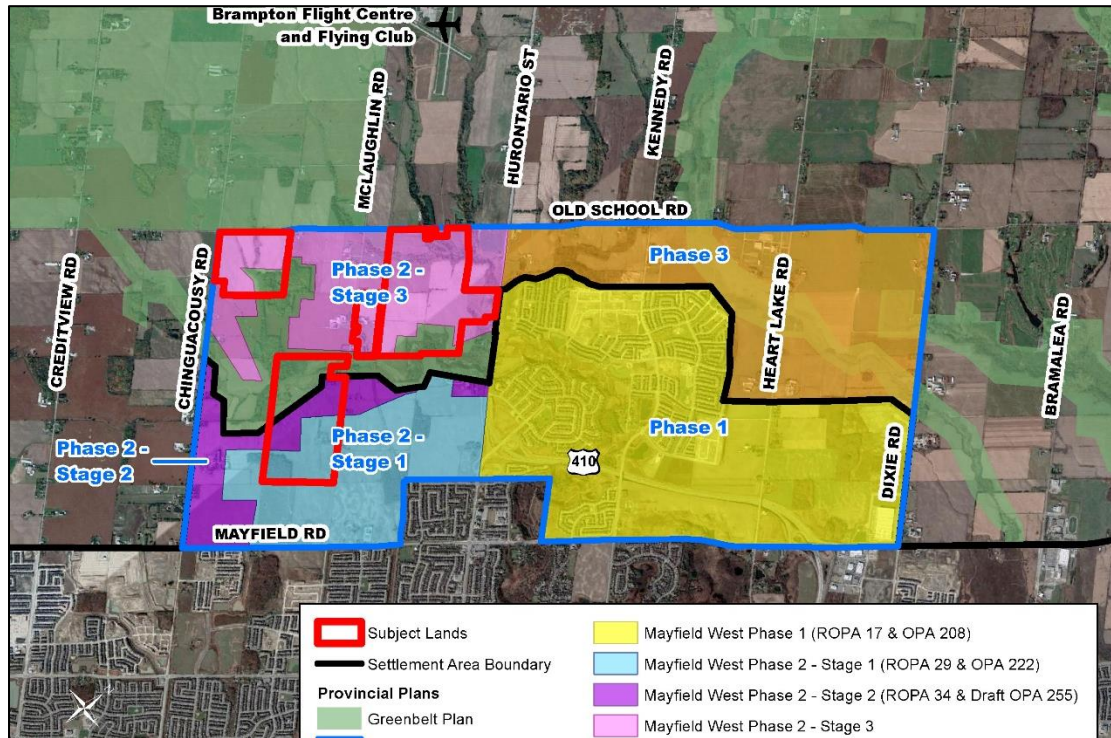 Brampton Flight Centre
and Flying Club
MCLAUGHLIN RD
HURONTARIO ST
KENNEDY RD
OLD SCHOOL RD
CREDITVIEW RD
CHINGUACOUSY RD
Phase 2 -
Stage 3
Phase 3
HEART LAKE RD
BRAMALEA RD
Phase 2 -
Stage 2
Phase 2 -
Stage 1
Phase 1
410
DIXIE RD
MAYFIELD RD
Subject Lands
Settlement Area Boundary
Provincial Plans
Greenbelt Plan
Mayfield West Phase 1 (ROPA 17 & OPA 208)
Mayfield West Phase 2 - Stage 1 (ROPA 29 & OPA 222)
Mayfield West Phase 2 - Stage 2 (ROPA 34 & Draft OPA 255)
Mayfield West Phase 2 - Stage 3